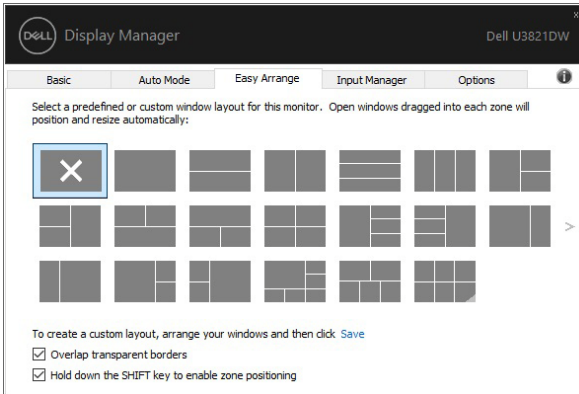 DELL Display Manager
Dell U3821DW
Basic
Auto Mode
Easy Arrange
Input Manager
Options
Select a predefined or custom window layout for this monitor. Open windows dragged into each zone will
position and resize automatically:
To create a custom layout, arrange your windows and then click Save
Overlap transparent borders
Hold down the SHIFT key to enable zone positioning